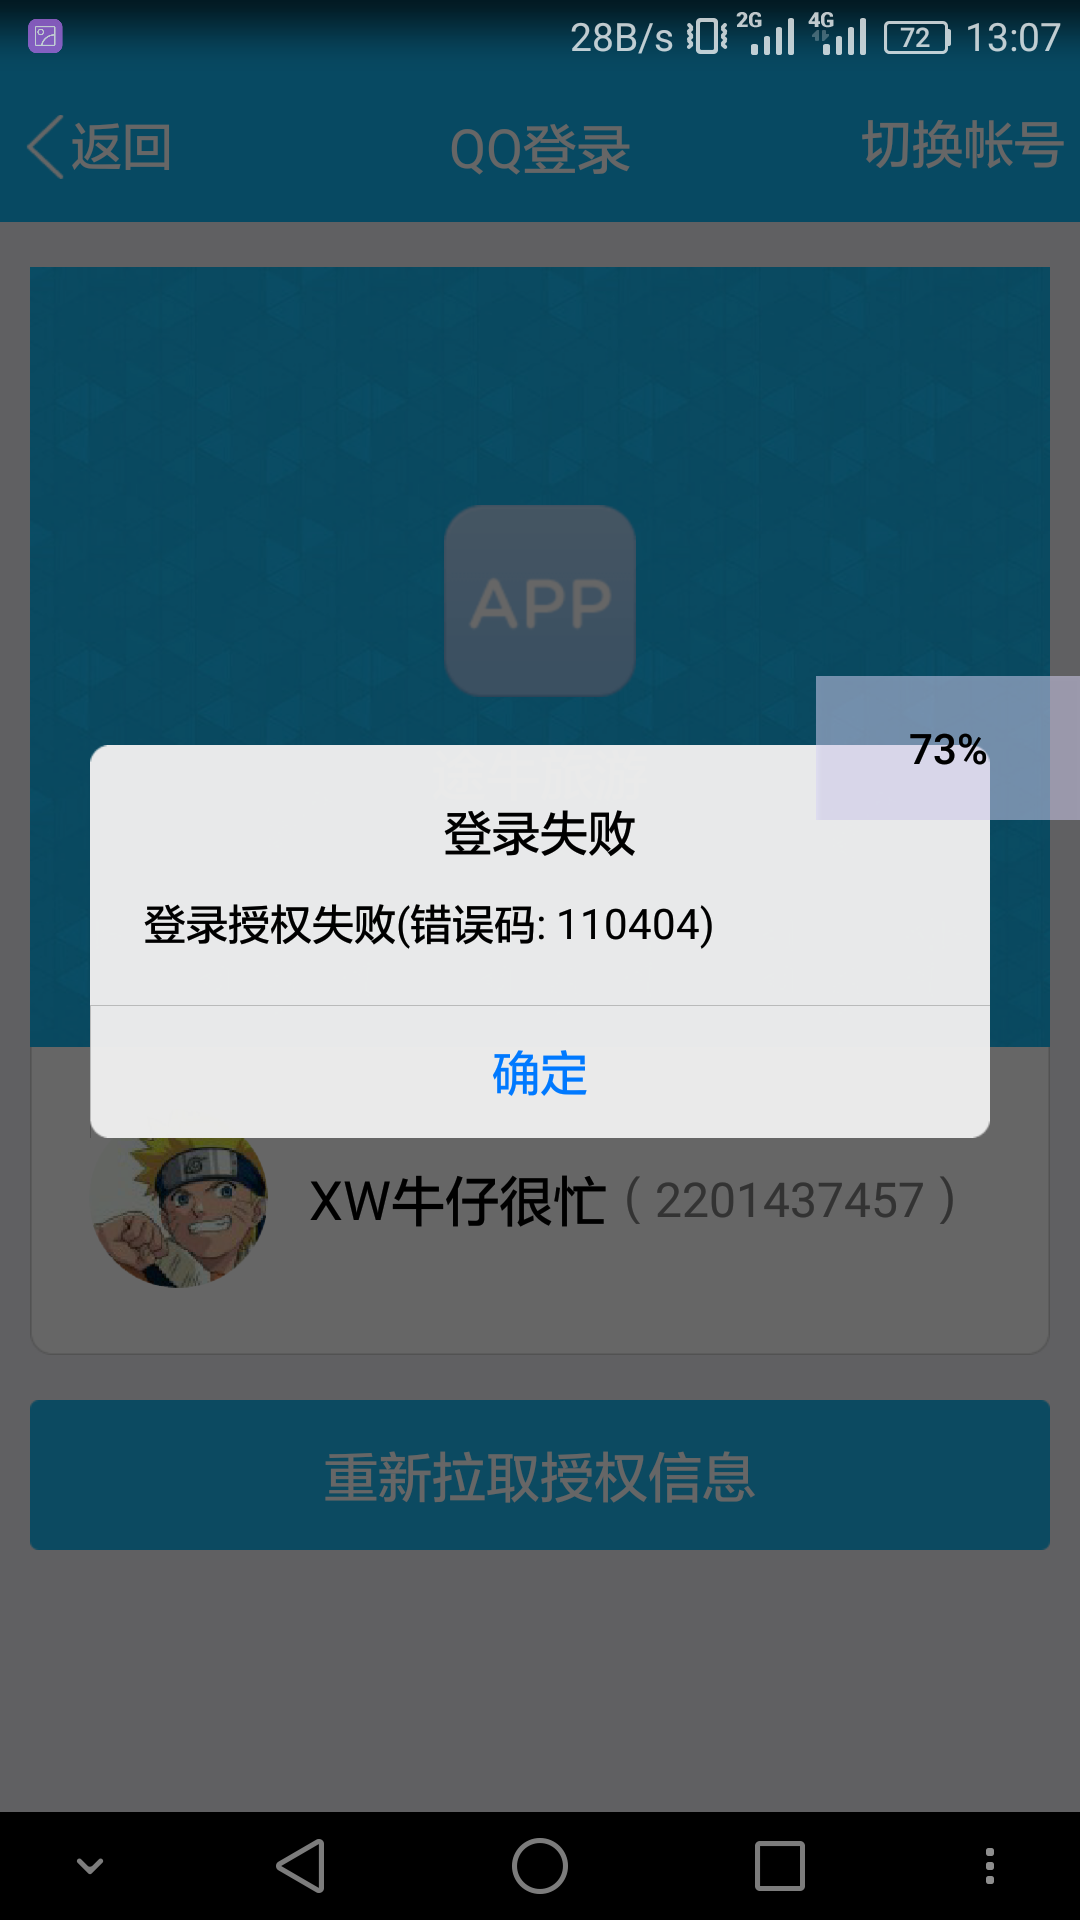 28B/s 2G 4G 72 13:07
返回 QQ登录 切换帐号
APP
73%
登录失败
登录授权失败(错误码: 110404)
确定
XW牛仔很忙 ( 2201437457 )
重新拉取授权信息